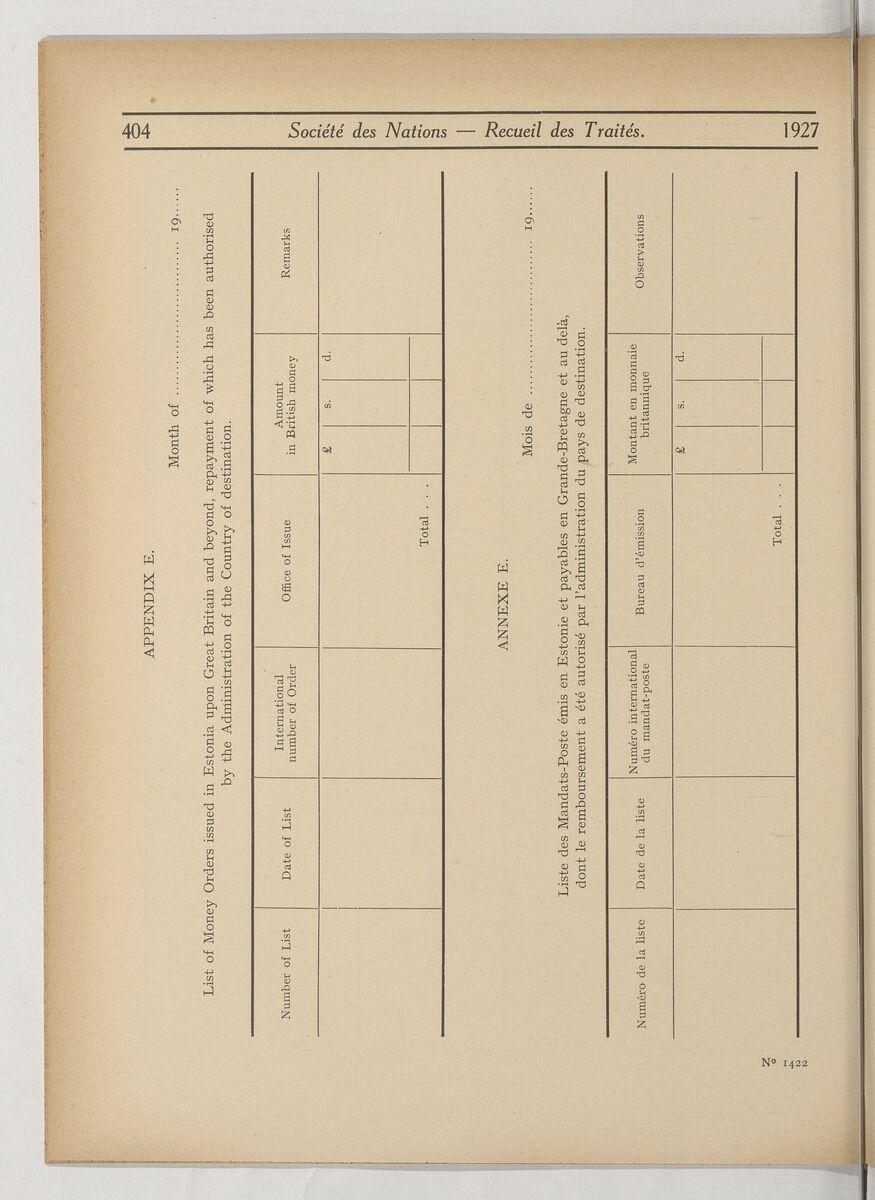 404 Société des Nations — Recueil des Traités. 1927
APPENDIX E.
Month of ........................ 19......
List of Money Orders issued in Estonia upon Great Britain and beyond, repayment of which has been authorised
by the Administration of the Country of destination.
Number of List
Date of List
International
number of Order
Office of Issue
Amount
in British money
Remarks
£ s. d.
Total . . .
ANNEXE E.
Mois de ........................ 19......
Liste des Mandats-Poste émis en Estonie et payables en Grande-Bretagne et au delà,
dont le remboursement a été autorisé par l'administration du pays de destination.
Numéro de la liste
Date de la liste
Numéro international
du mandat-poste
Bureau d'émission
Montant en monnaie
britannique
Observations
£ s. d.
Total . . .
Nº 1422